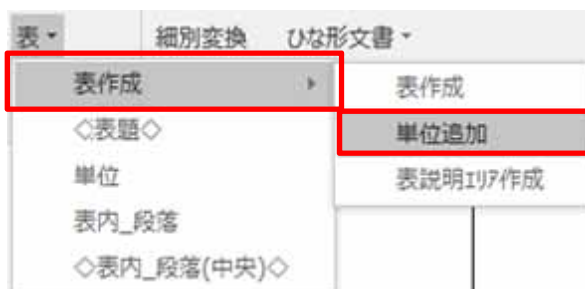 表 細別変換 ひな形文書
表作成 表作成
◇表題◇ 単位追加
単位 表説明ｴﾘｱ作成
表内_段落
◇表内_段落(中央)◇